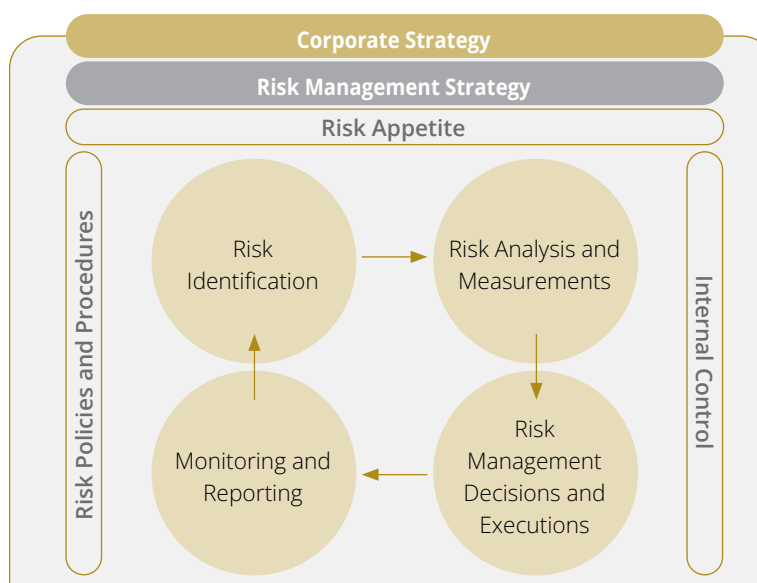 Corporate Strategy
Risk Management Strategy
Risk Appetite
Risk Policies and Procedures
Risk
Identification
Risk Analysis and
Measurements
Internal Control
Monitoring and
Reporting
Risk
Management
Decisions and
Executions